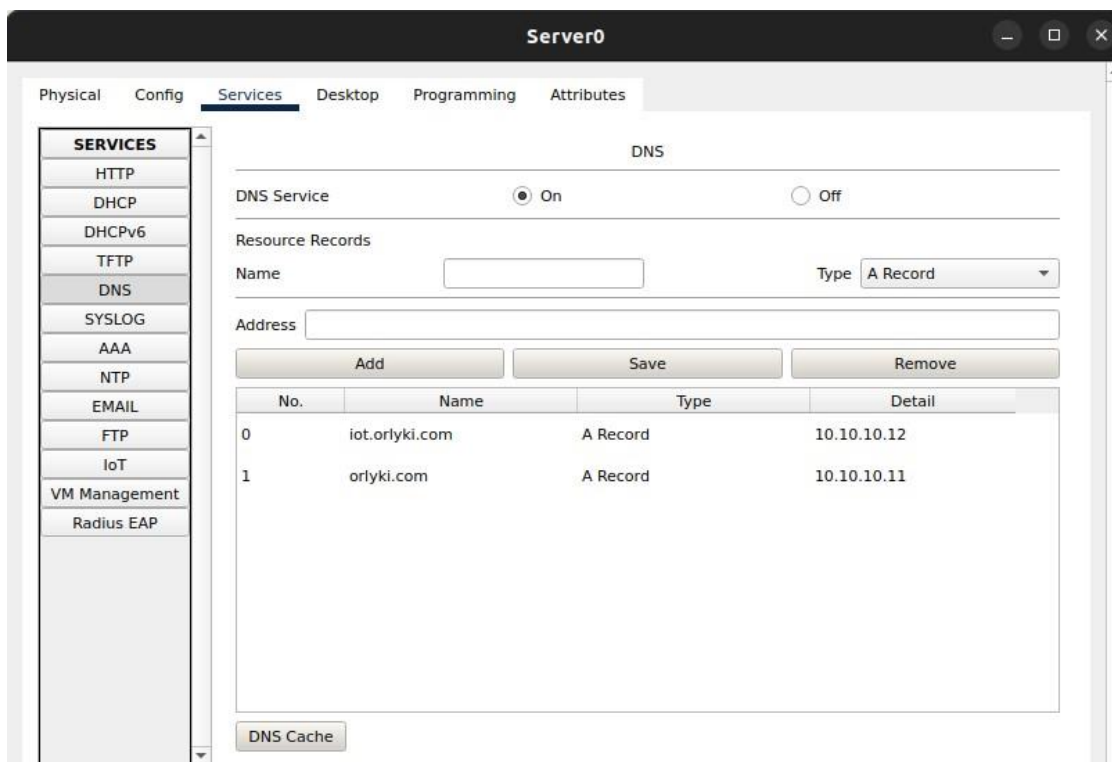 Server0
Physical Config Services Desktop Programming Attributes
SERVICES
HTTP
DHCP
DHCPv6
TFTP
DNS
SYSLOG
AAA
NTP
EMAIL
FTP
IoT
VM Management
Radius EAP
DNS
DNS Service On Off
Resource Records
Name Type A Record
Address
Add Save Remove
No. Name Type Detail
0 iot.orlyki.com A Record 10.10.10.12
1 orlyki.com A Record 10.10.10.11
DNS Cache